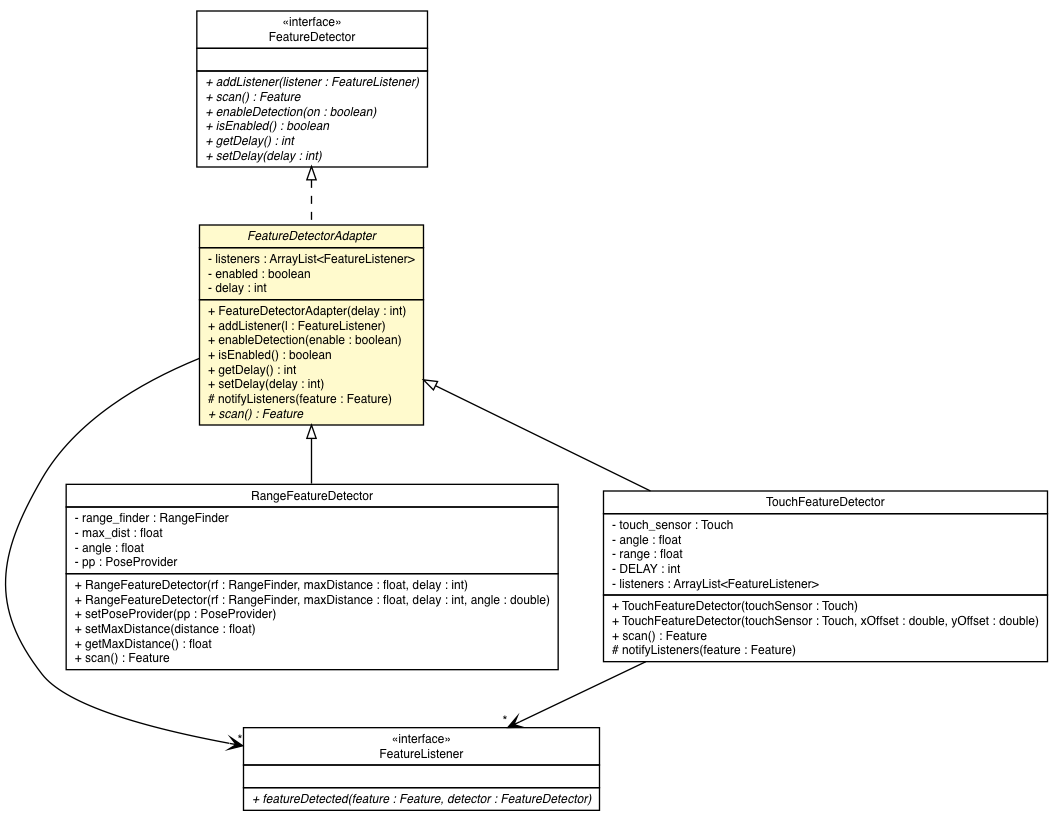 «interface»
FeatureDetector
+ addListener(listener : FeatureListener)
+ scan() : Feature
+ enableDetection(on : boolean)
+ isEnabled() : boolean
+ getDelay() : int
+ setDelay(delay : int)
FeatureDetectorAdapter
- listeners : ArrayList<FeatureListener>
- enabled : boolean
- delay : int
+ FeatureDetectorAdapter(delay : int)
+ addListener(l : FeatureListener)
+ enableDetection(enable : boolean)
+ isEnabled() : boolean
+ getDelay() : int
+ setDelay(delay : int)
# notifyListeners(feature : Feature)
+ scan() : Feature
RangeFeatureDetector
- range_finder : RangeFinder
- max_dist : float
- angle : float
- pp : PoseProvider
+ RangeFeatureDetector(rf : RangeFinder, maxDistance : float, delay : int)
+ RangeFeatureDetector(rf : RangeFinder, maxDistance : float, delay : int, angle : double)
+ setPoseProvider(pp : PoseProvider)
+ setMaxDistance(distance : float)
+ getMaxDistance() : float
+ scan() : Feature
TouchFeatureDetector
- touch_sensor : Touch
- angle : float
- range : float
- DELAY : int
- listeners : ArrayList<FeatureListener>
+ TouchFeatureDetector(touchSensor : Touch)
+ TouchFeatureDetector(touchSensor : Touch, xOffset : double, yOffset : double)
+ scan() : Feature
# notifyListeners(feature : Feature)
*
*
«interface»
FeatureListener
+ featureDetected(feature : Feature, detector : FeatureDetector)